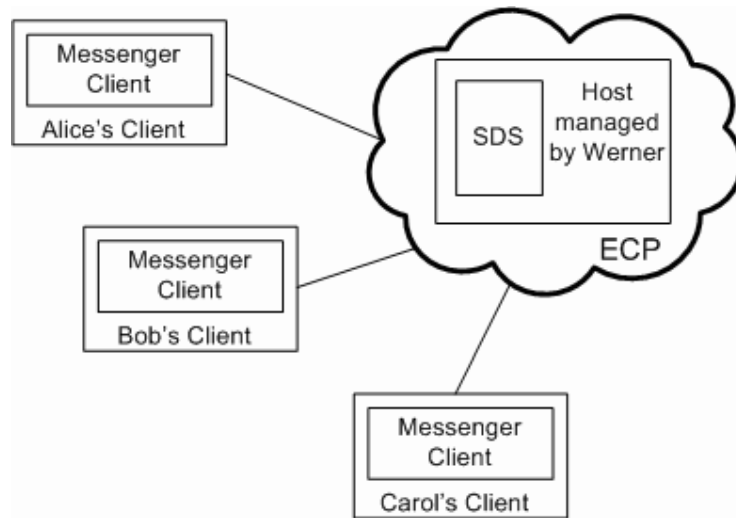 Messenger
Client
Alice's Client
SDS
Host
managed
by Werner
ECP
Messenger
Client
Bob's Client
Messenger
Client
Carol's Client